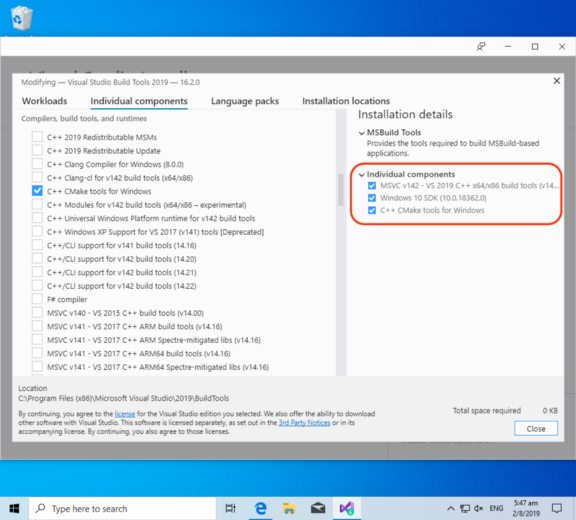 Modifying — Visual Studio Build Tools 2019 — 16.2.0
Workloads
Individual components
Language packs
Installation locations
Compilers, build tools, and runtimes
C++ 2019 Redistributable MSMs
C++ 2019 Redistributable Update
C++ Clang Compiler for Windows (8.0.0)
C++ Clang-cl for v142 build tools (x64/x86)
C++ CMake tools for Windows
C++ Modules for v142 build tools (x64/x86 – experimental)
C++ Universal Windows Platform runtime for v142 build tools
C++ Windows XP Support for VS 2017 (v141) tools [Deprecated]
C++/CLI support for v141 build tools (14.16)
C++/CLI support for v142 build tools (14.20)
C++/CLI support for v142 build tools (14.21)
C++/CLI support for v142 build tools (14.22)
F# compiler
MSVC v140 - VS 2015 C++ build tools (v14.00)
MSVC v141 - VS 2017 C++ ARM build tools (v14.16)
MSVC v141 - VS 2017 C++ ARM Spectre-mitigated libs (v14.16)
MSVC v141 - VS 2017 C++ ARM64 build tools (v14.16)
MSVC v141 - VS 2017 C++ ARM64 Spectre-mitigated libs (v14.16)
Installation details
MSBuild Tools
Provides the tools required to build MSBuild-based
applications.
Individual components
MSVC v142 - VS 2019 C++ x64/x86 build tools (v14...
Windows 10 SDK (10.0.18362.0)
C++ CMake tools for Windows
Location
C:\Program Files (x86)\Microsoft Visual Studio\2019\BuildTools
By continuing, you agree to the license for the Visual Studio edition you selected. We also offer the ability to download
other software with Visual Studio. This software is licensed separately, as set out in the 3rd Party Notices or in its
accompanying license. By continuing, you also agree to those licenses.
Total space required 0 KB
Close
Type here to search
ENG
5:47 am
2/8/2019